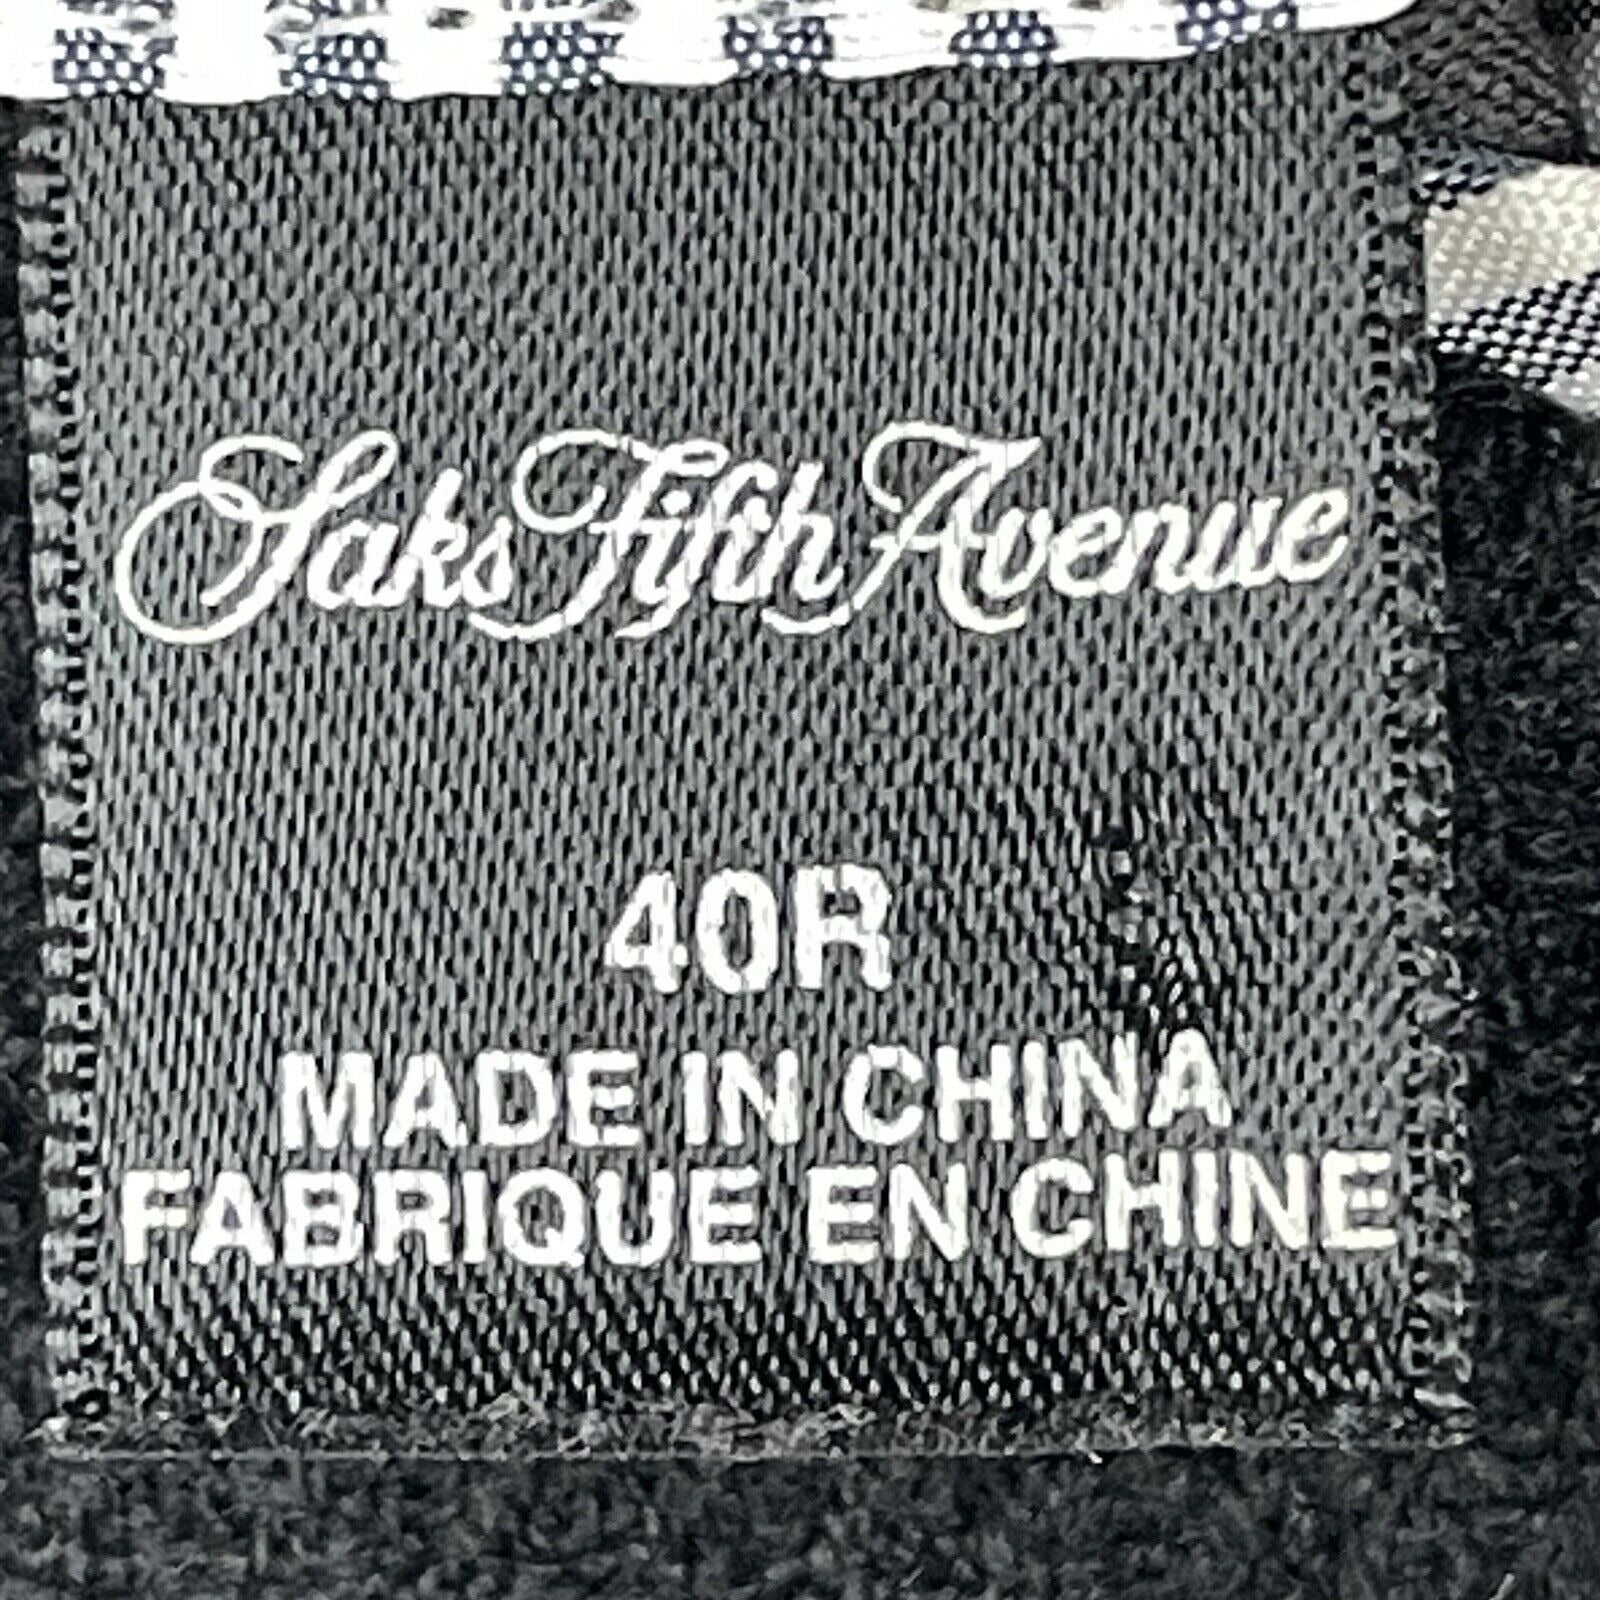 Saks Fifth Avenue
40R
MADE IN CHINA
FABRIQUE EN CHINE